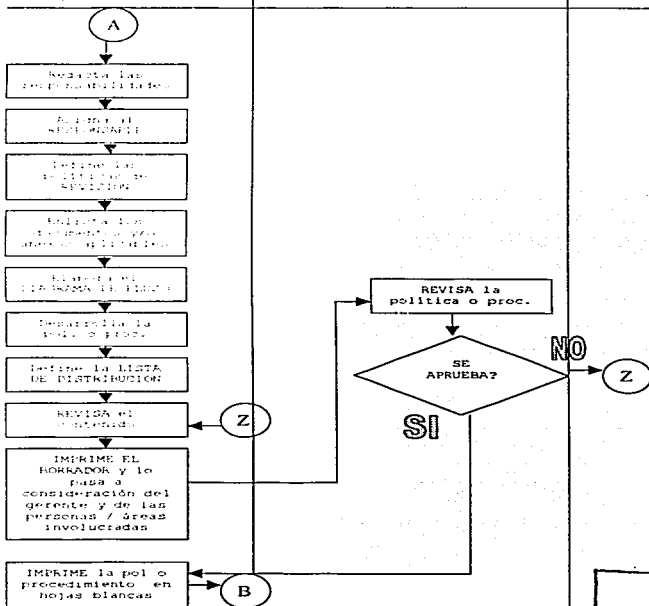 A
Redacta las
responsabilidades
Asigna al
RESPONSABLE
Define las
políticas de
REVISION
Enlista los
documentos y/o
anexos aplicables
Elabora el
DIAGRAMA DE FLUJO
Desarrolla la
pol. o proc.
Define la LISTA
DE DISTRIBUCION
REVISA el
contenido
Z
IMPRIME EL
BORRADOR y lo
pasa a
consideración del
gerente y de las
personas / áreas
involucradas
REVISA la
política o proc.
SE
APRUEBA?
NO
Z
SI
IMPRIME la pol o
procedimiento en
hojas blancas
B